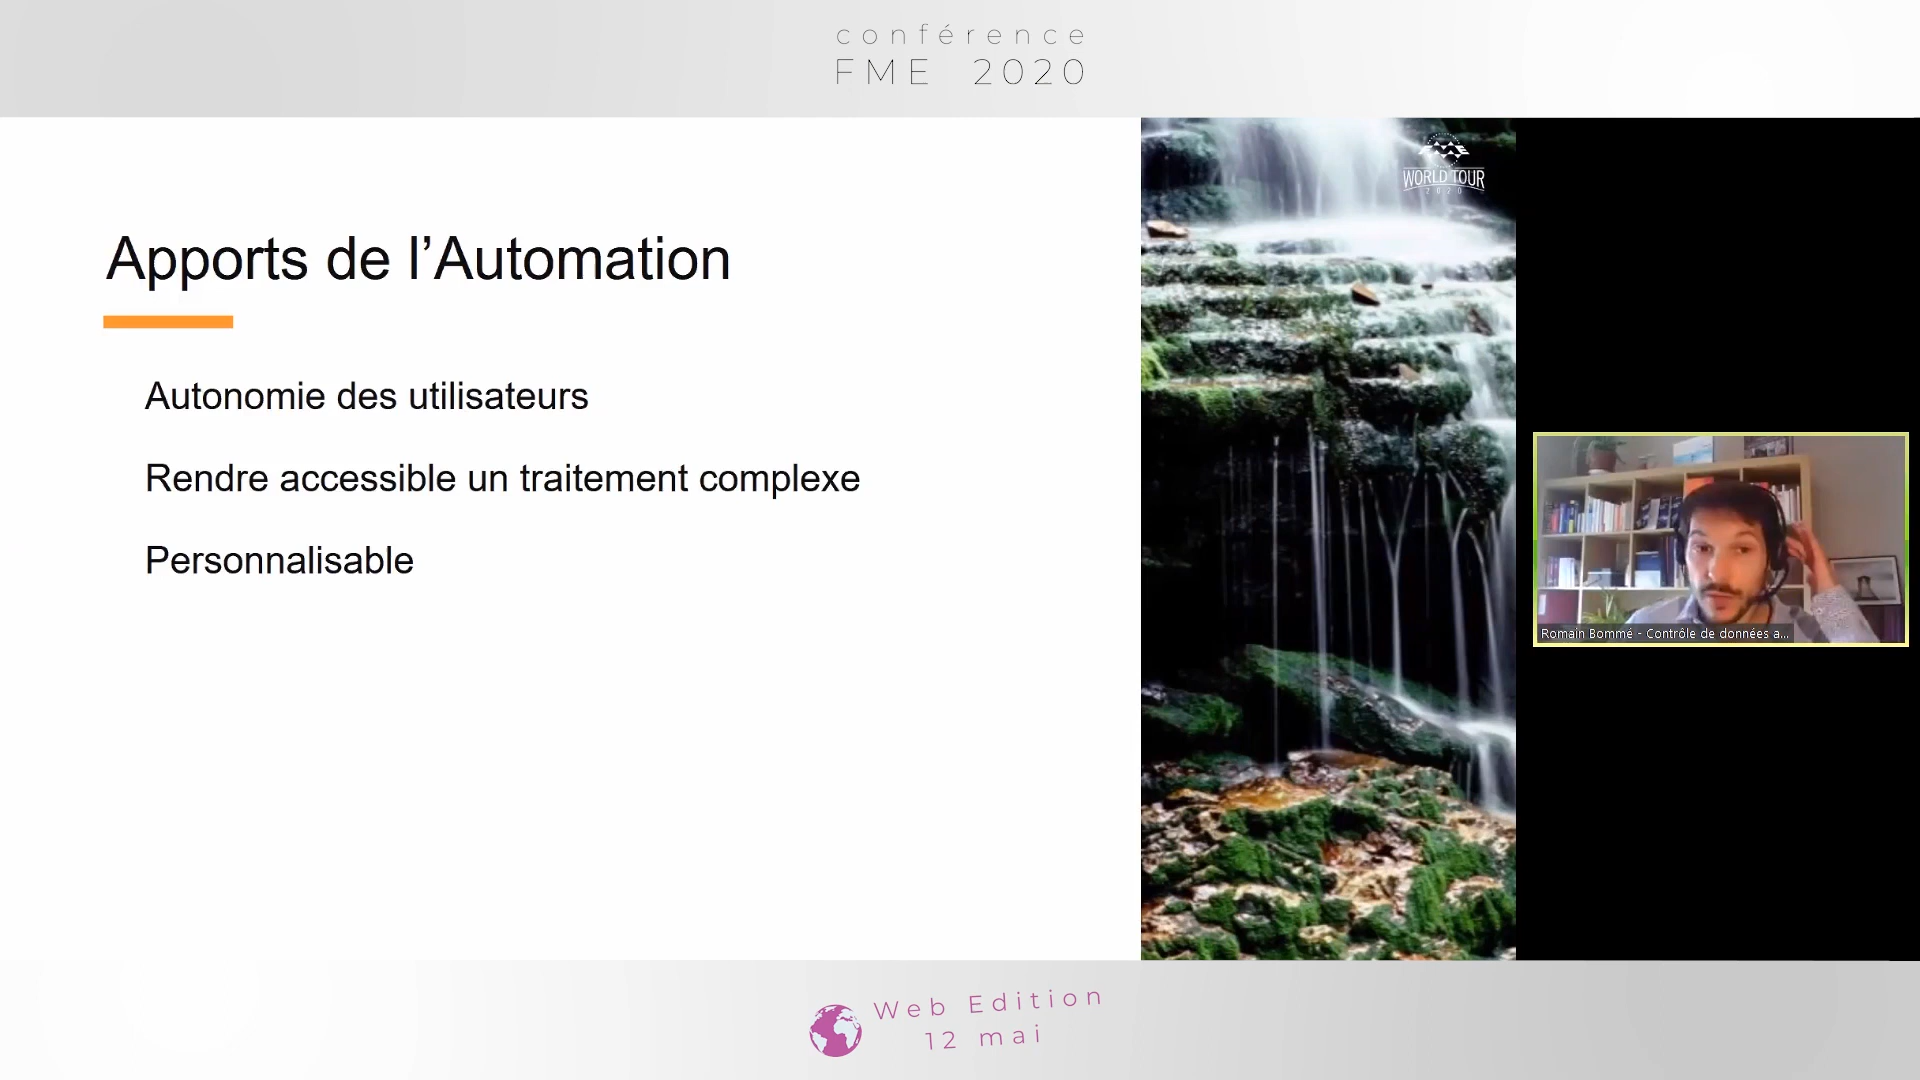 conférence
FME 2020
WORLD TOUR
2020
Apports de l’Automation
Autonomie des utilisateurs
Rendre accessible un traitement complexe
Personnalisable
Romain Bommé - Contrôle de données a...
Web Edition
12 mai